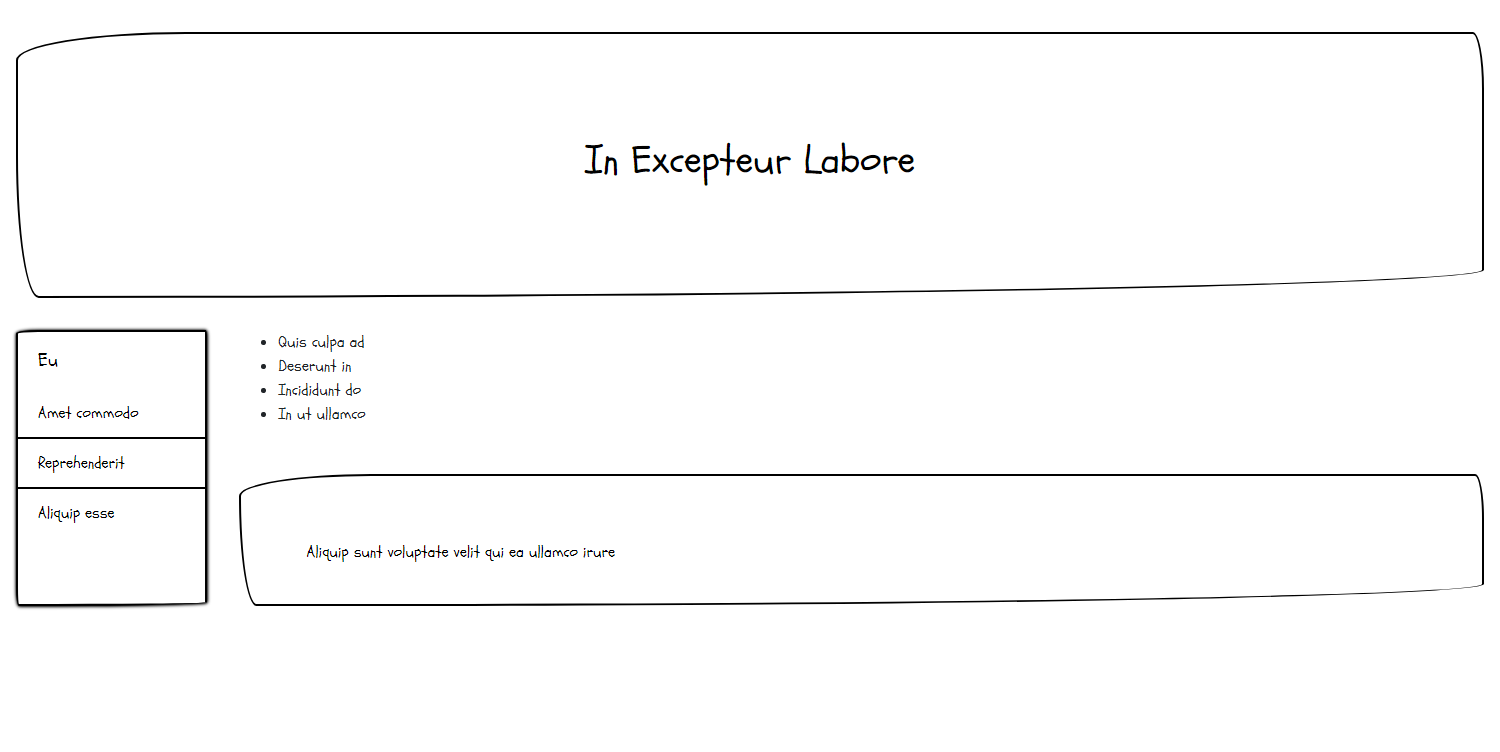 In Excepteur Labore
Eu
Amet commodo
Reprehenderit
Aliquip esse
Quis culpa ad
Deserunt in
Incididunt do
In ut ullamco
Aliquip sunt voluptate velit qui ea ullamco irure